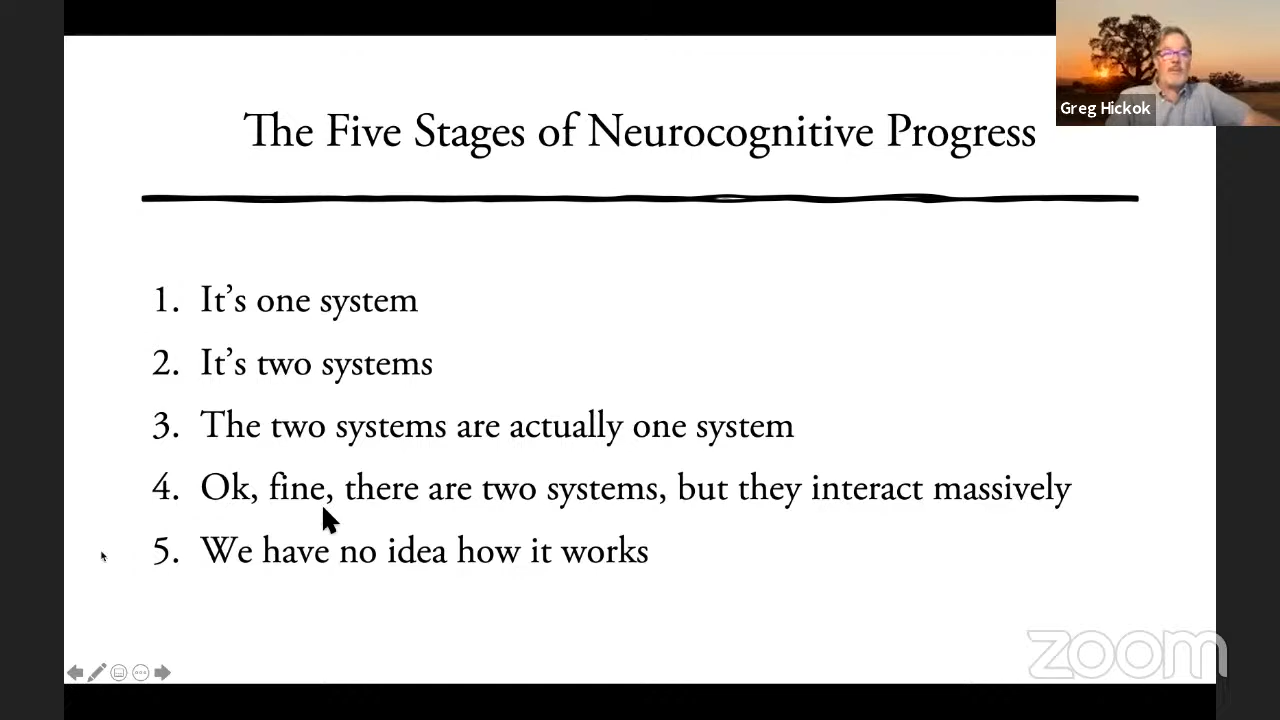 Greg Hickok
The Five Stages of Neurocognitive Progress
1. It's one system
2. It's two systems
3. The two systems are actually one system
4. Ok, fine, there are two systems, but they interact massively
5. We have no idea how it works
zoom